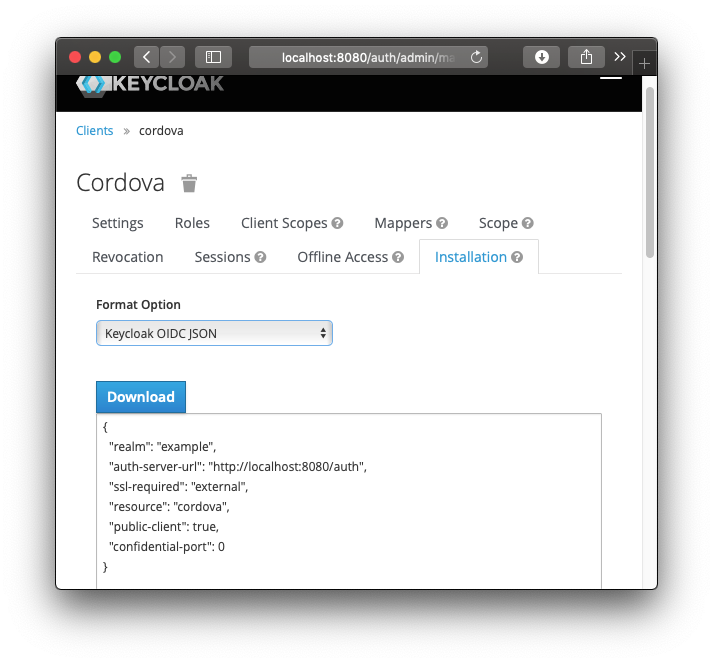 localhost:8080/auth/admin/ma
KEYCLOAK
Clients » cordova
Cordova
Settings Roles Client Scopes ? Mappers ? Scope ?
Revocation Sessions ? Offline Access ? Installation ?
Format Option
Keycloak OIDC JSON
Download
{
"realm": "example",
"auth-server-url": "http://localhost:8080/auth",
"ssl-required": "external",
"resource": "cordova",
"public-client": true,
"confidential-port": 0
}